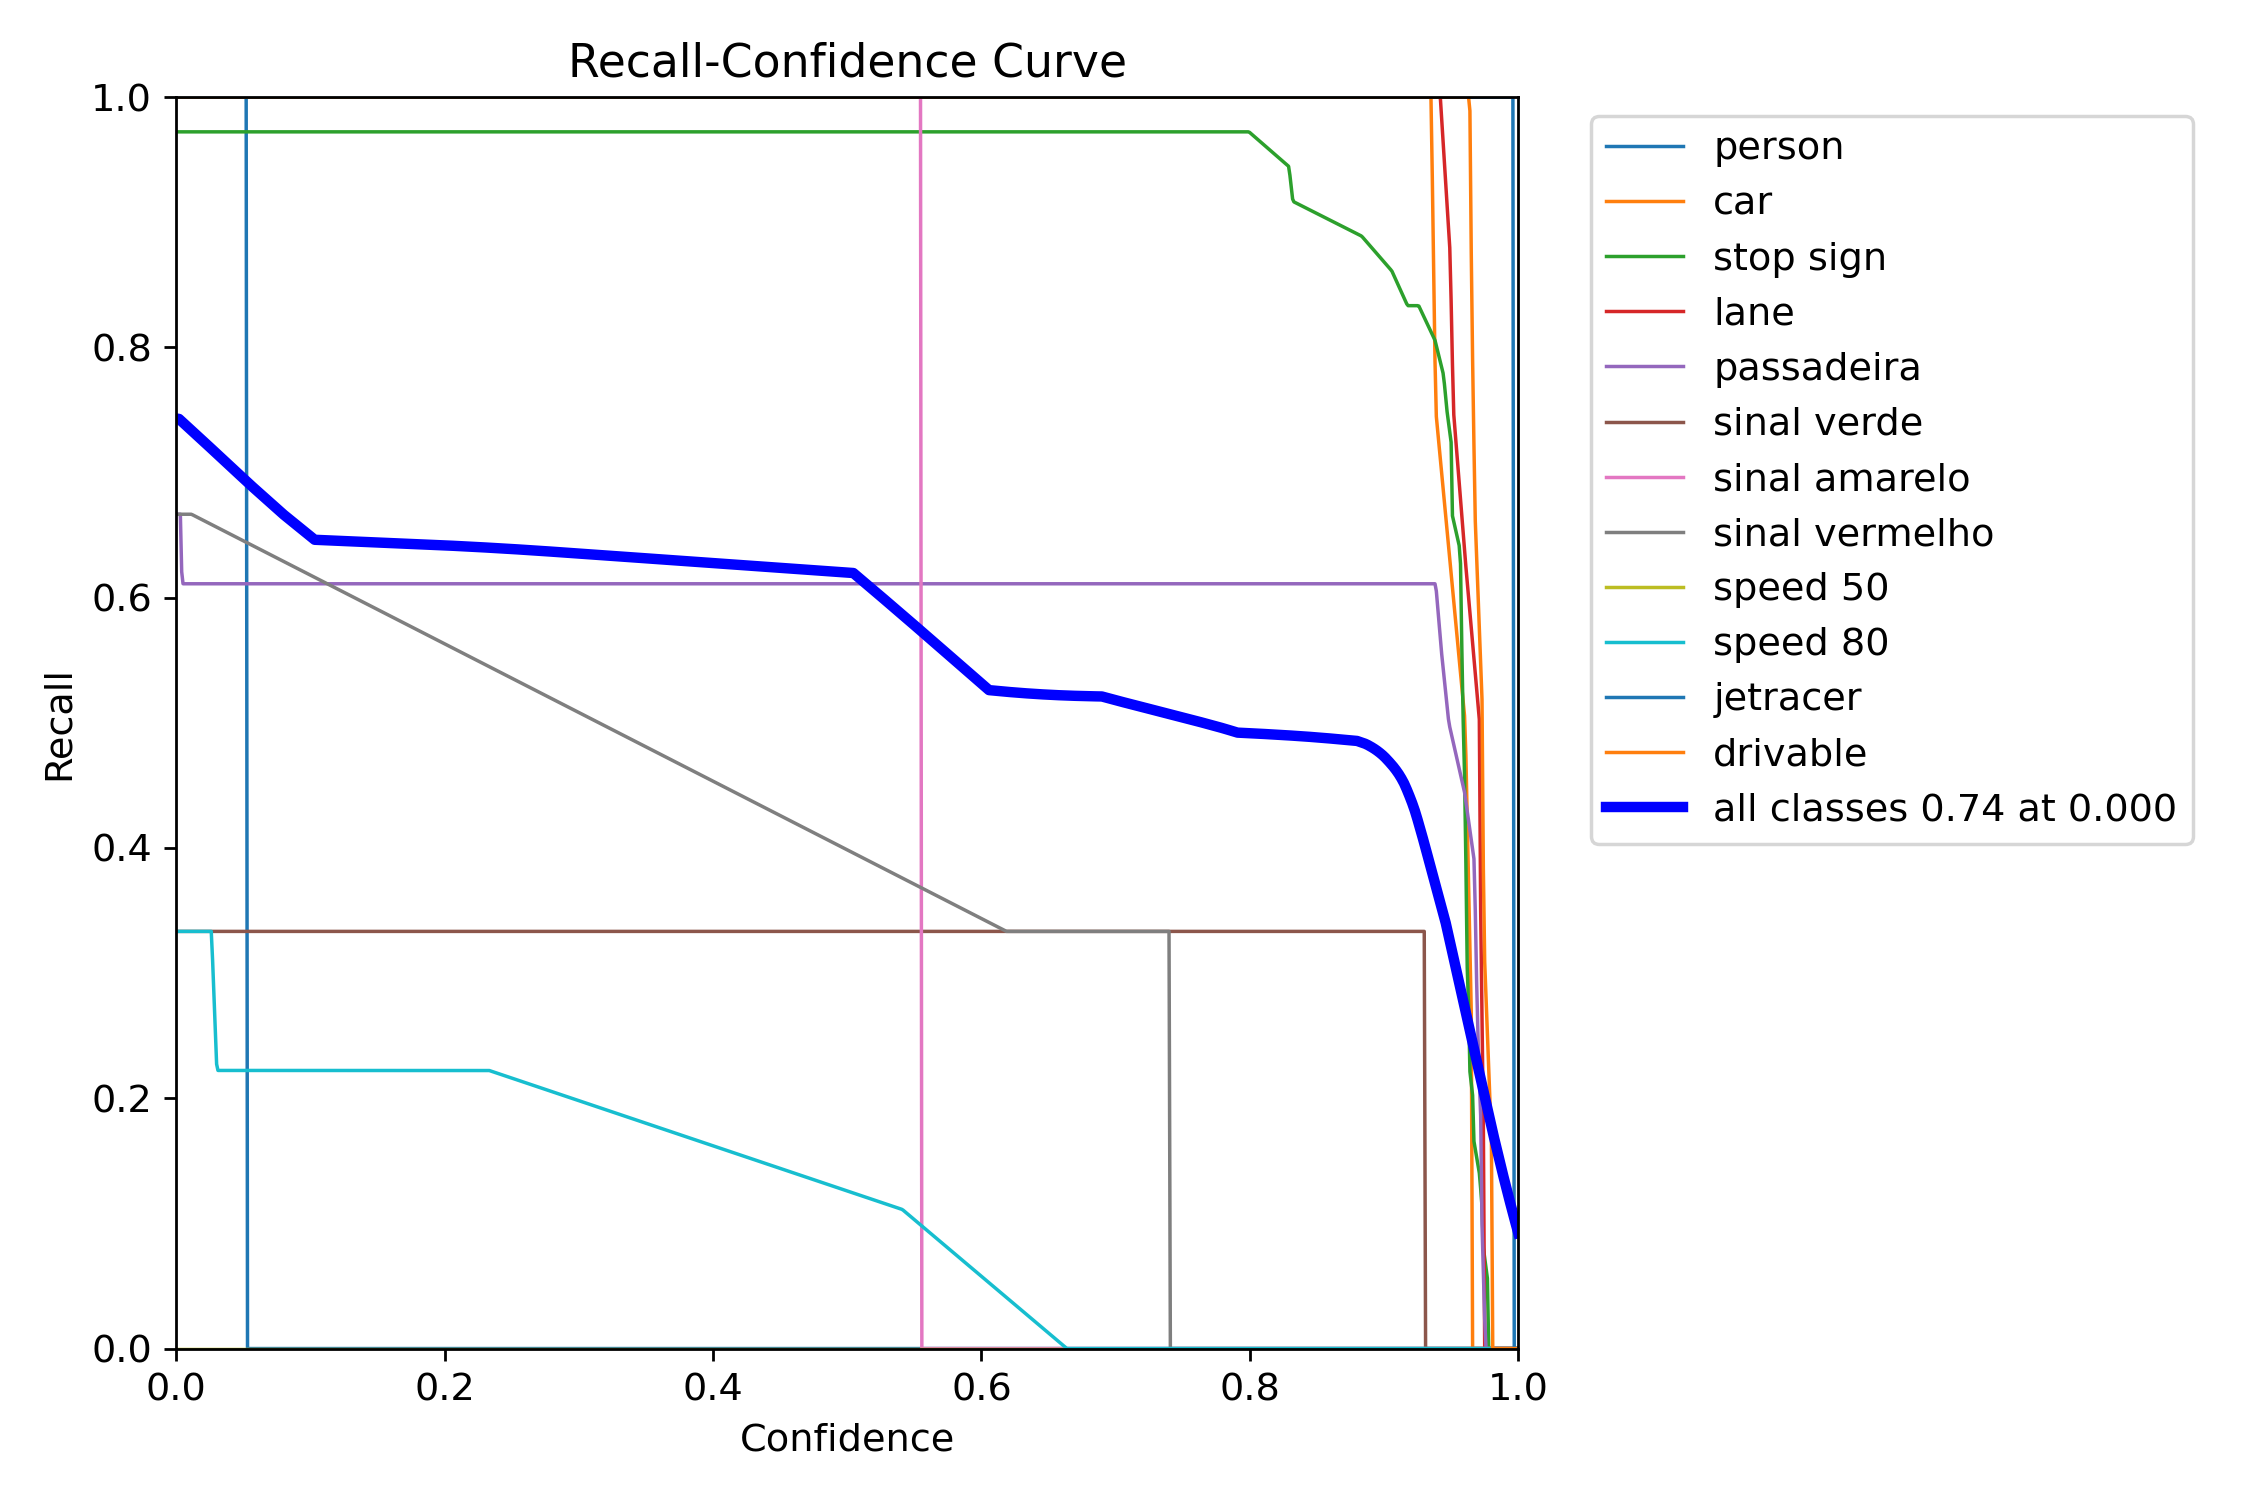 Recall-Confidence Curve
1.0
0.8
0.6
0.4
0.2
0.0
Recall
0.0 0.2 0.4 0.6 0.8 1.0
Confidence
person
car
stop sign
lane
passadeira
sinal verde
sinal amarelo
sinal vermelho
speed 50
speed 80
jetracer
drivable
all classes 0.74 at 0.000